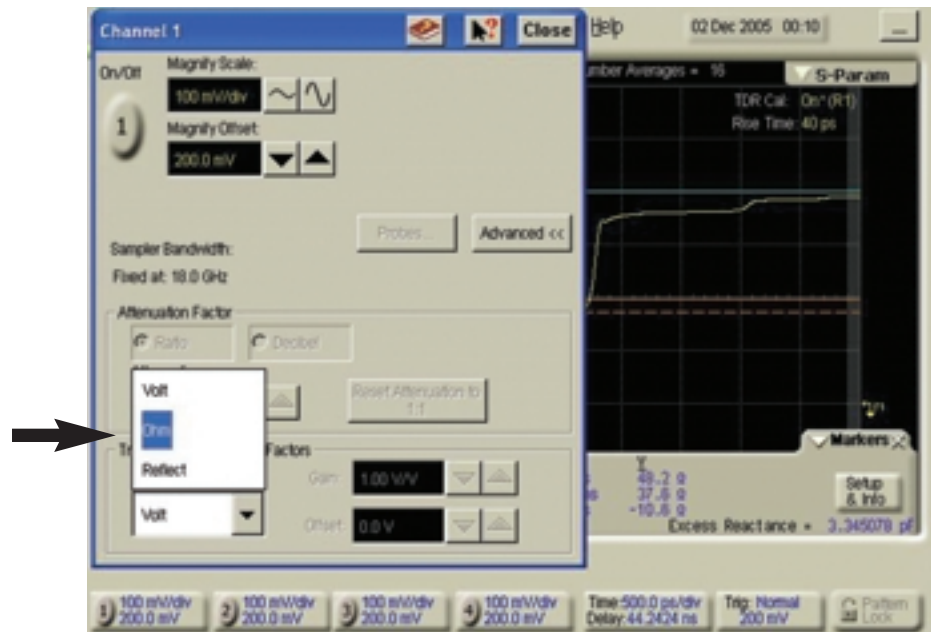 Channel 1
Close
Help
02 Dec 2005 00:10
On/Off
Magnify Scale:
100 mV/div
1
Magnify Offset:
200.0 mV
Probes...
Advanced <<
Sampler Bandwidth:
Fixed at: 18.0 GHz
Attenuation Factor
Ratio
Decibel
Reset Attenuation to
1:1
Volt
Ohm
Reflect
Volt
Factors
Gain:
1.00 V/V
Offset:
0.0 V
Averages = 16
S-Param
TDR Cal: On*(R1)
Rise Time: 40 ps
Markers
Y
48.2 Ω
37.6 Ω
-10.6 Ω
Setup
& Info
Excess Reactance = 3.345078 pF
1) 100 mV/div
200.0 mV
2) 100 mV/div
200.0 mV
3) 100 mV/div
200.0 mV
4) 100 mV/div
200.0 mV
Time:500.0 ps/div
Delay:44.2424 ns
Trig: Normal
200 mV
Pattern
Lock